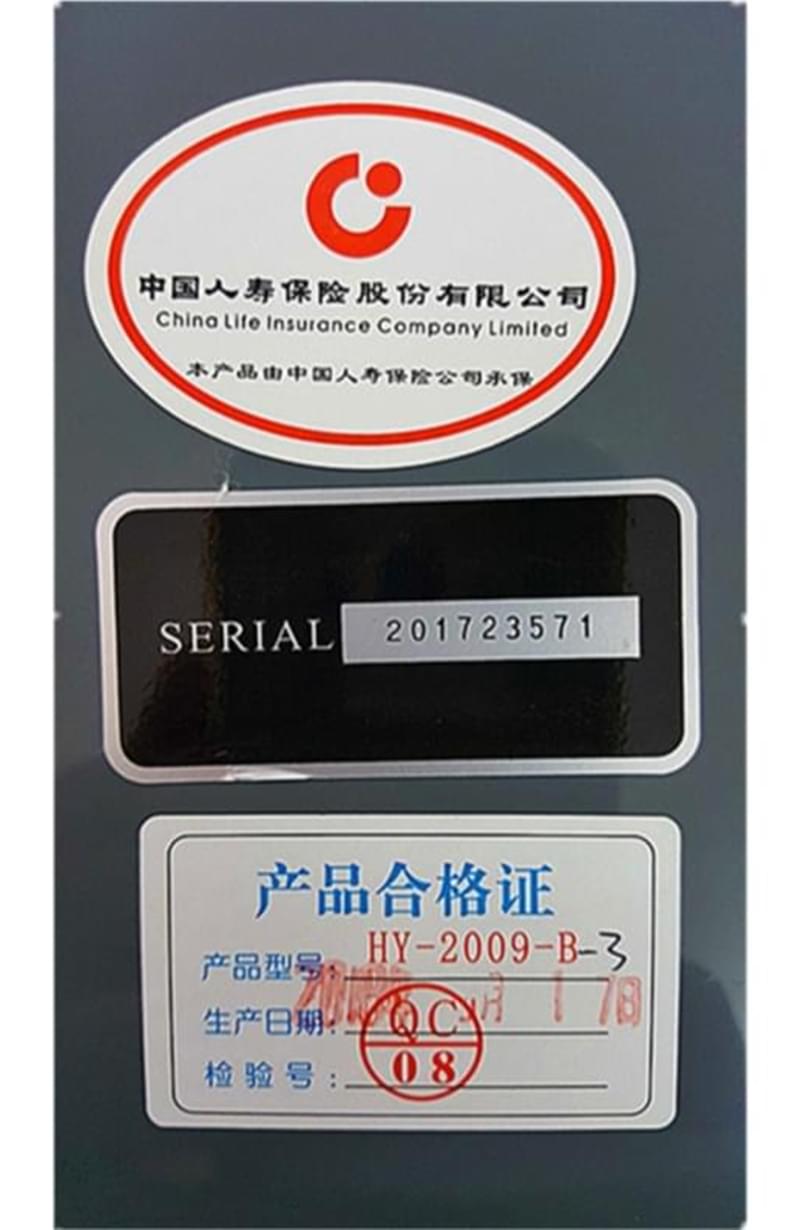 中国人寿保险股份有限公司
China Life Insurance Company Limited
本产品由中国人寿保险公司承保
SERIAL 201723571
产品合格证
产品型号: HY-2009-B-3
生产日期:
检验号:
QC
08